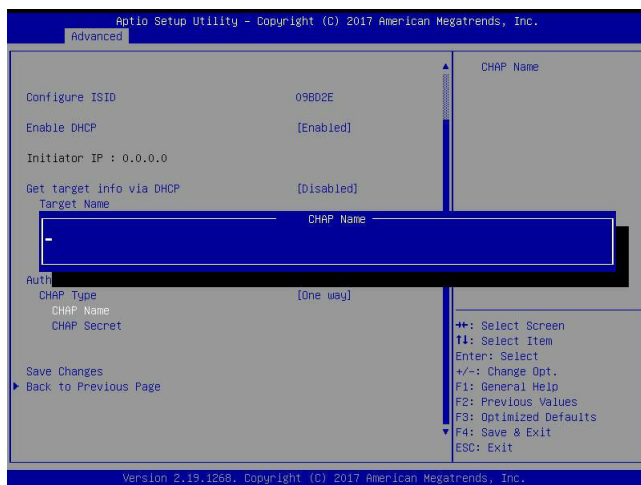 Aptio Setup Utility – Copyright (C) 2017 American Megatrends, Inc.
Advanced
CHAP Name
Configure ISID 09BD2E
Enable DHCP [Enabled]
Initiator IP : 0.0.0.0
Get target info via DHCP [Disabled]
Target Name
CHAP Name
Auth
CHAP Type [One way]
CHAP Name
CHAP Secret
Save Changes
Back to Previous Page
→←: Select Screen
↑↓: Select Item
Enter: Select
+/-: Change Opt.
F1: General Help
F2: Previous Values
F3: Optimized Defaults
F4: Save & Exit
ESC: Exit
Version 2.19.1268. Copyright (C) 2017 American Megatrends, Inc.